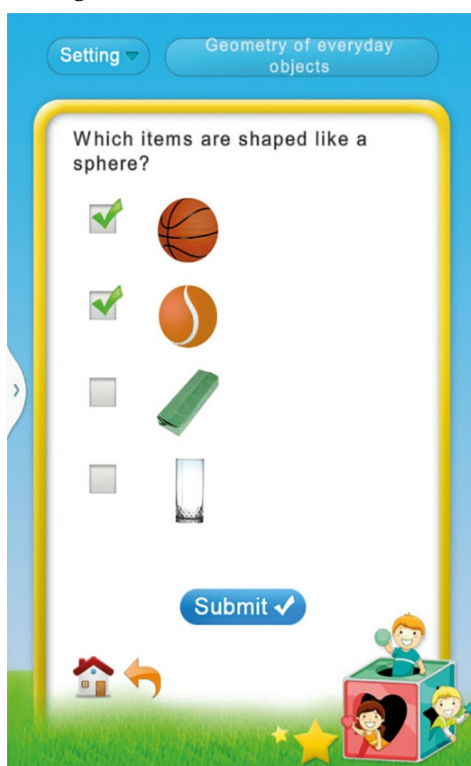 Setting
Geometry of everyday
objects
Which items are shaped like a
sphere?
Submit